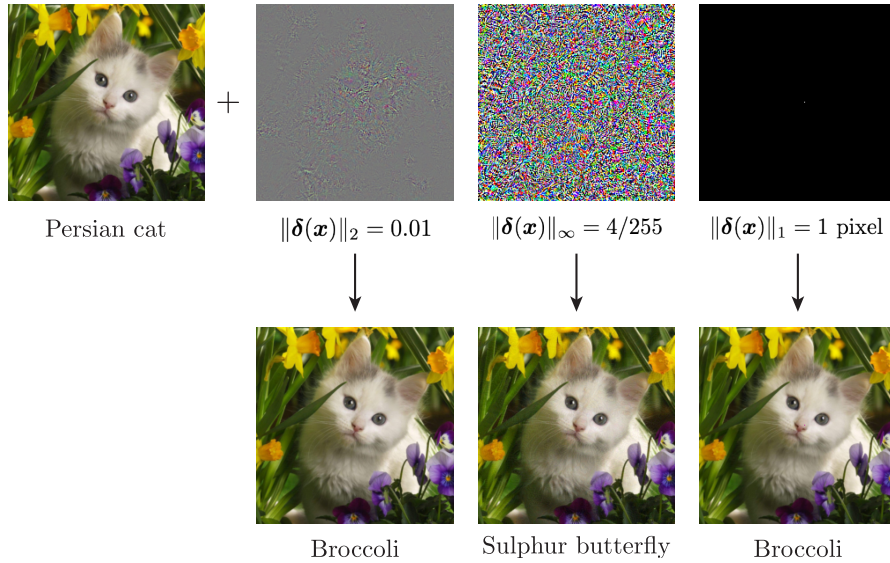 +
Persian cat
‖δ(x)‖₂ = 0.01
‖δ(x)‖∞ = 4/255
‖δ(x)‖₁ = 1 pixel
Broccoli
Sulphur butterfly
Broccoli